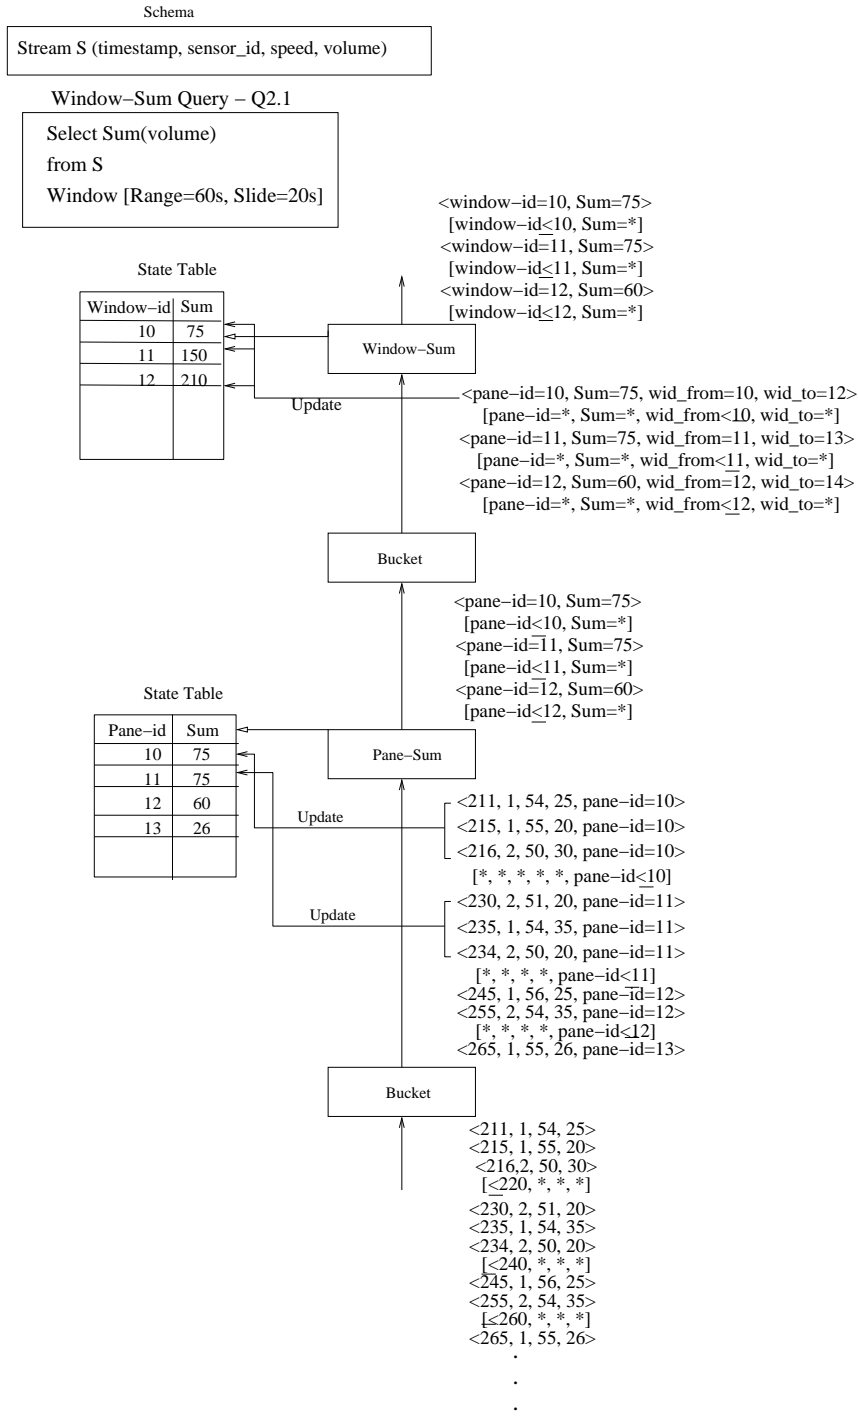 Schema
Stream S (timestamp, sensor_id, speed, volume)
Window−Sum Query − Q2.1
Select Sum(volume)
from S
Window [Range=60s, Slide=20s]
<window−id=10, Sum=75>
[window−id≤10, Sum=*]
<window−id=11, Sum=75>
[window−id≤11, Sum=*]
<window−id=12, Sum=60>
[window−id≤12, Sum=*]
State Table
Window−id Sum
10 75
11 150
12 210
Window−Sum
Update
<pane−id=10, Sum=75, wid_from=10, wid_to=12>
[pane−id=*, Sum=*, wid_from≤10, wid_to=*]
<pane−id=11, Sum=75, wid_from=11, wid_to=13>
[pane−id=*, Sum=*, wid_from≤11, wid_to=*]
<pane−id=12, Sum=60, wid_from=12, wid_to=14>
[pane−id=*, Sum=*, wid_from≤12, wid_to=*]
Bucket
<pane−id=10, Sum=75>
[pane−id≤10, Sum=*]
<pane−id=11, Sum=75>
[pane−id≤11, Sum=*]
<pane−id=12, Sum=60>
[pane−id≤12, Sum=*]
State Table
Pane−id Sum
10 75
11 75
12 60
13 26
Pane−Sum
Update
<211, 1, 54, 25, pane−id=10>
<215, 1, 55, 20, pane−id=10>
<216, 2, 50, 30, pane−id=10>
[*, *, *, *, *, pane−id≤10]
Update
<230, 2, 51, 20, pane−id=11>
<235, 1, 54, 35, pane−id=11>
<234, 2, 50, 20, pane−id=11>
[*, *, *, *, pane−id≤11]
<245, 1, 56, 25, pane−id=12>
<255, 2, 54, 35, pane−id=12>
[*, *, *, *, pane−id≤12]
<265, 1, 55, 26, pane−id=13>
Bucket
<211, 1, 54, 25>
<215, 1, 55, 20>
<216,2, 50, 30>
[≤220, *, *, *]
<230, 2, 51, 20>
<235, 1, 54, 35>
<234, 2, 50, 20>
[≤240, *, *, *]
<245, 1, 56, 25>
<255, 2, 54, 35>
[≤260, *, *, *]
<265, 1, 55, 26>
.
.
.